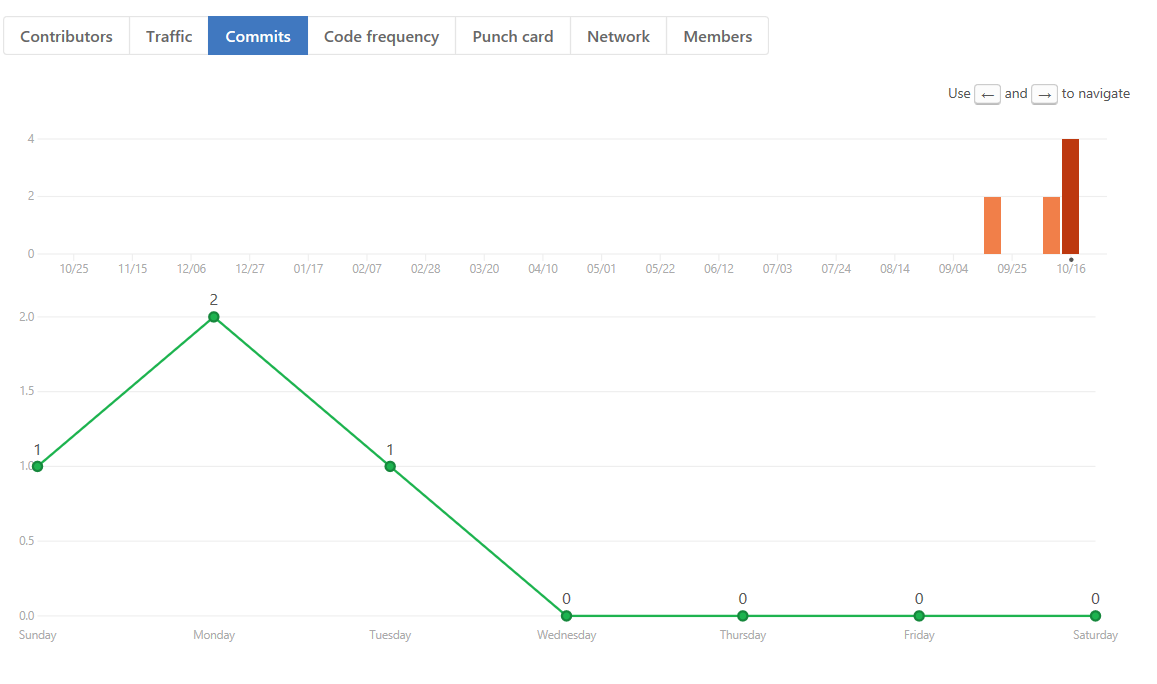 Contributors Traffic Commits Code frequency Punch card Network Members
Use ← and → to navigate
4
2
0
10/25 11/15 12/06 12/27 01/17 02/07 02/28 03/20 04/10 05/01 05/22 06/12 07/03 07/24 08/14 09/04 09/25 10/16
2
2.0
1.5
1 1
1.0
0.5
0 0 0 0
0.0
Sunday Monday Tuesday Wednesday Thursday Friday Saturday